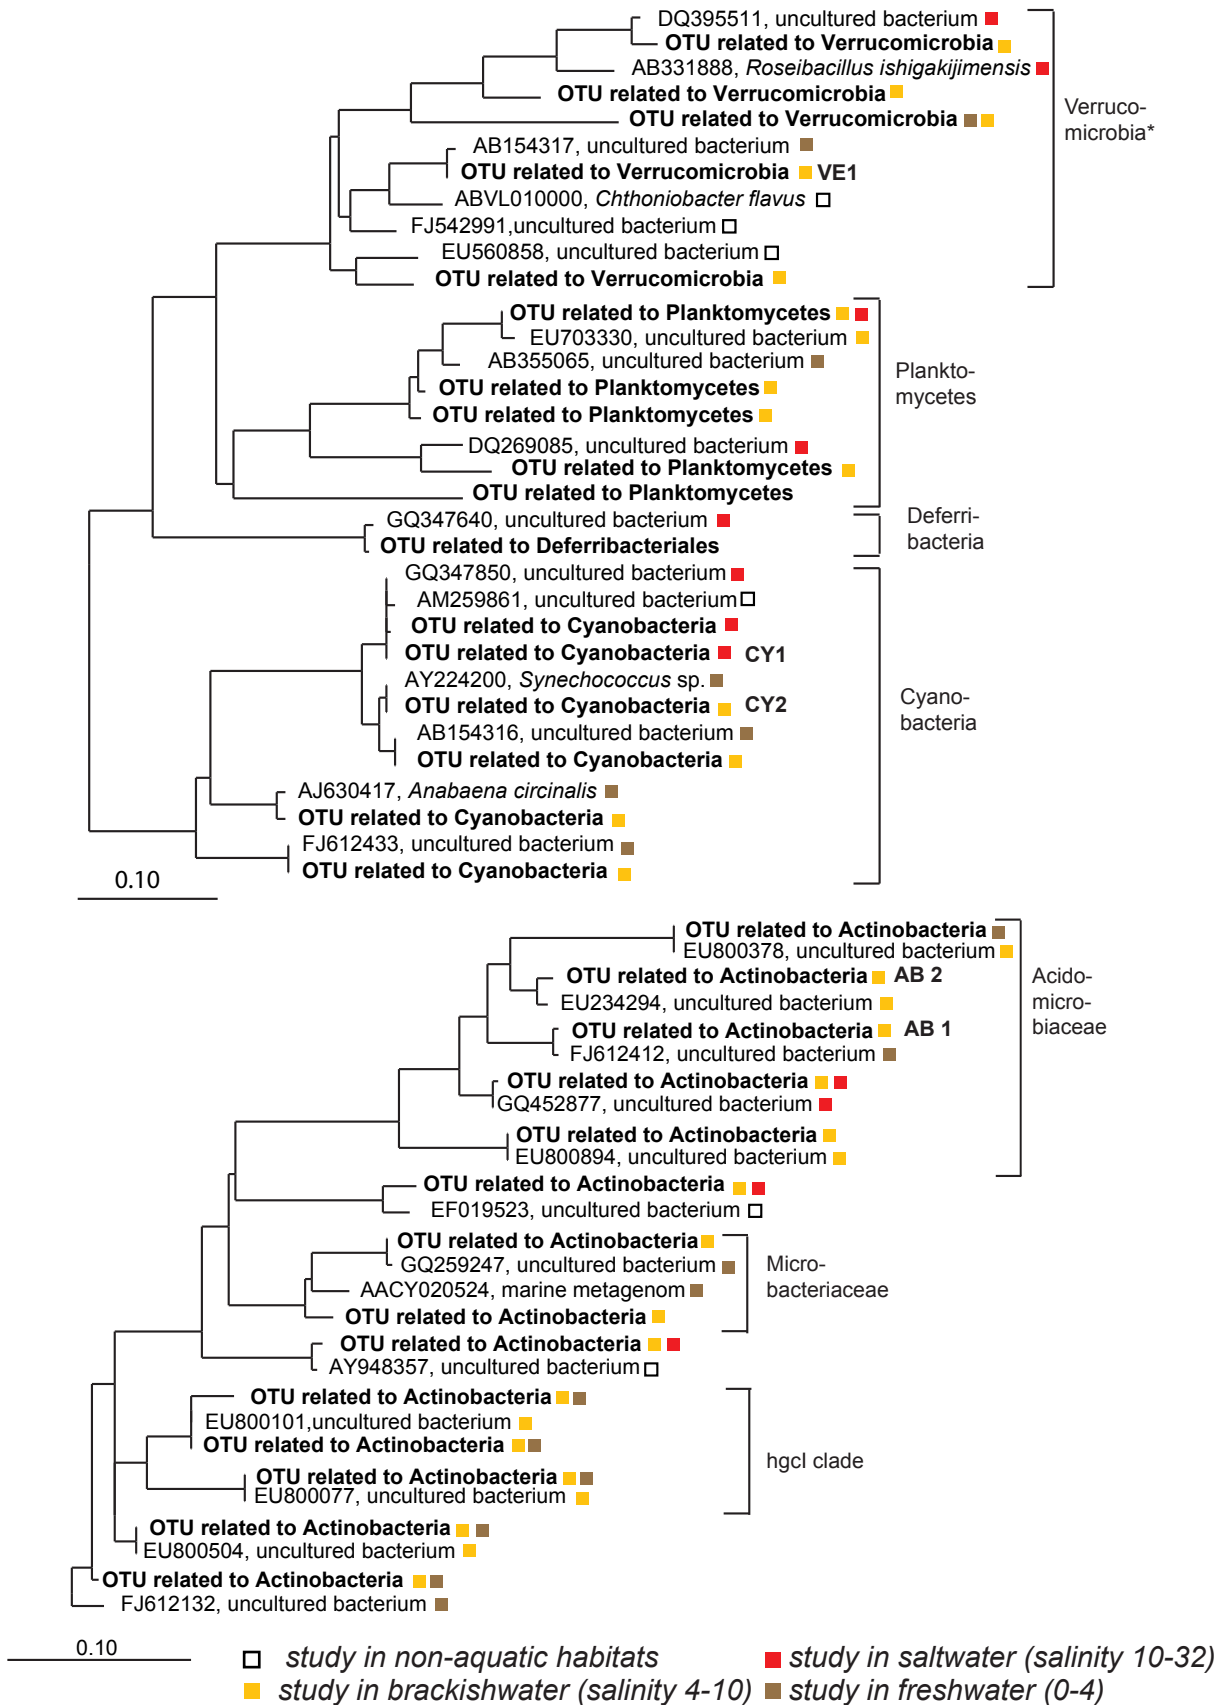 DQ395511, uncultured bacterium
OTU related to Verrucomicrobia
AB331888, Roseibacillus ishigakijimensis
OTU related to Verrucomicrobia
OTU related to Verrucomicrobia
AB154317, uncultured bacterium
OTU related to Verrucomicrobia VE1
ABVL010000, Chthoniobacter flavus
FJ542991,uncultured bacterium
EU560858, uncultured bacterium
OTU related to Verrucomicrobia
Verruco-
microbia*
OTU related to Planktomycetes
EU703330, uncultured bacterium
AB355065, uncultured bacterium
OTU related to Planktomycetes
OTU related to Planktomycetes
DQ269085, uncultured bacterium
OTU related to Planktomycetes
OTU related to Planktomycetes
Plankto-
mycetes
GQ347640, uncultured bacterium
OTU related to Deferribacteriales
Deferri-
bacteria
GQ347850, uncultured bacterium
AM259861, uncultured bacterium
OTU related to Cyanobacteria
OTU related to Cyanobacteria CY1
AY224200, Synechococcus sp.
OTU related to Cyanobacteria CY2
AB154316, uncultured bacterium
OTU related to Cyanobacteria
AJ630417, Anabaena circinalis
OTU related to Cyanobacteria
FJ612433, uncultured bacterium
OTU related to Cyanobacteria
Cyano-
bacteria
0.10
OTU related to Actinobacteria
EU800378, uncultured bacterium
OTU related to Actinobacteria AB 2
EU234294, uncultured bacterium
OTU related to Actinobacteria AB 1
FJ612412, uncultured bacterium
OTU related to Actinobacteria
GQ452877, uncultured bacterium
OTU related to Actinobacteria
EU800894, uncultured bacterium
Acido-
micro-
biaceae
OTU related to Actinobacteria
EF019523, uncultured bacterium
OTU related to Actinobacteria
GQ259247, uncultured bacterium
AACY020524, marine metagenom
OTU related to Actinobacteria
Micro-
bacteriaceae
OTU related to Actinobacteria
AY948357, uncultured bacterium
OTU related to Actinobacteria
EU800101,uncultured bacterium
OTU related to Actinobacteria
OTU related to Actinobacteria
EU800077, uncultured bacterium
hgcI clade
OTU related to Actinobacteria
EU800504, uncultured bacterium
OTU related to Actinobacteria
FJ612132, uncultured bacterium
0.10
study in non-aquatic habitats
study in saltwater (salinity 10-32)
study in brackishwater (salinity 4-10)
study in freshwater (0-4)